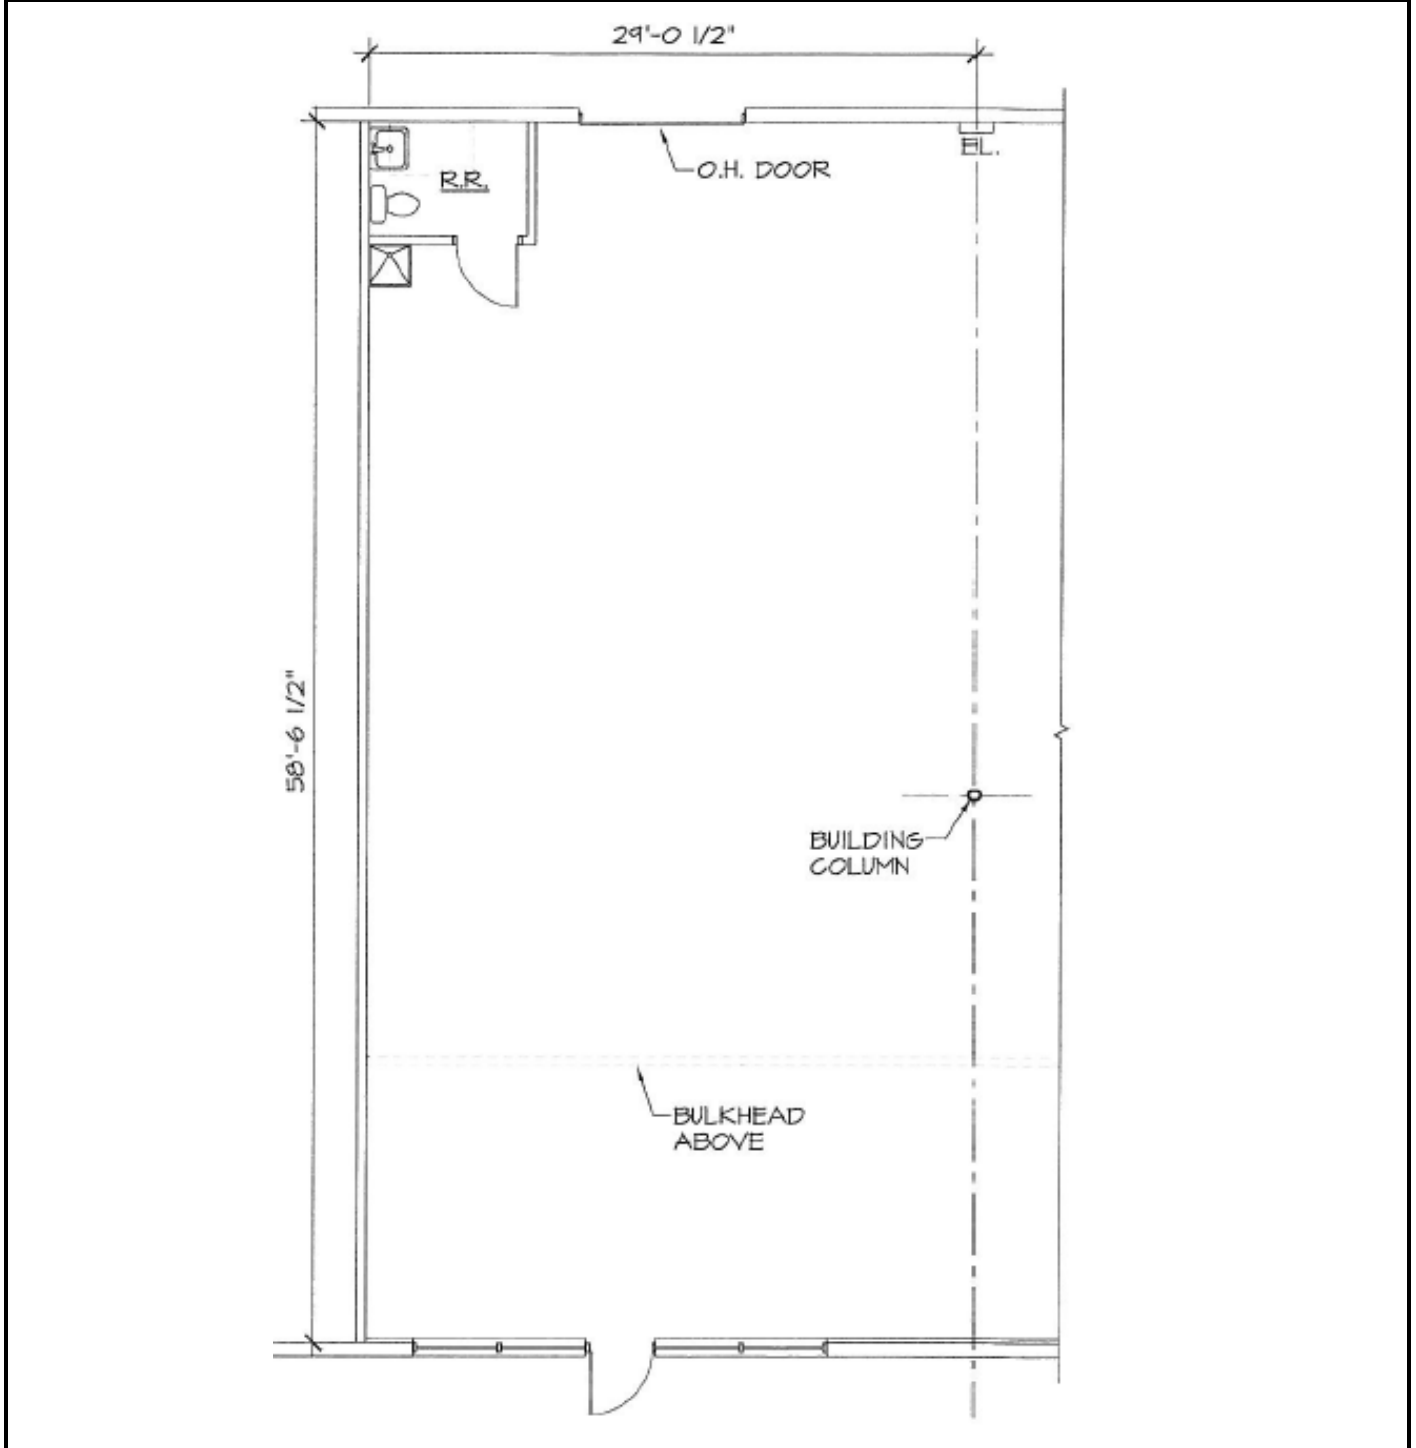 29'-0 1/2"
EL.
O.H. DOOR
R.R.
58'-6 1/2"
BUILDING
COLUMN
BULKHEAD
ABOVE